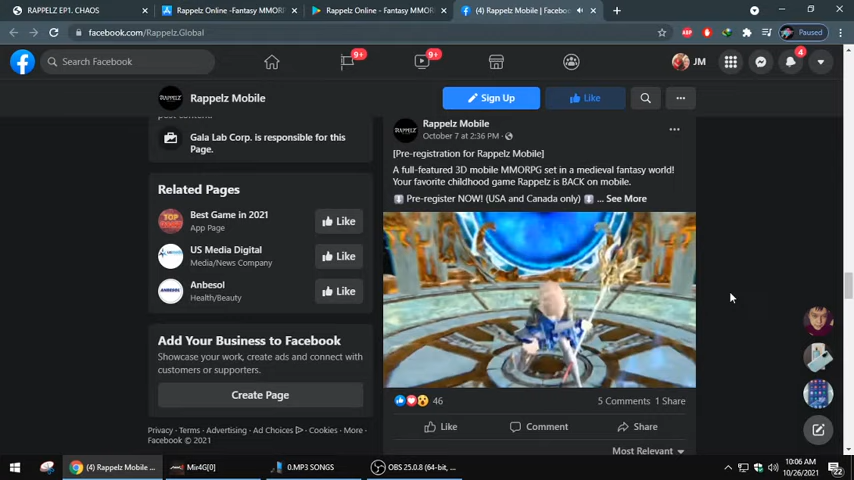 RAPPELZ EP1. CHAOS
Rappelz Online -Fantasy MMORP
Rappelz Online - Fantasy MMOR
(4) Rappelz Mobile | Facebo
facebook.com/Rappelz.Global
Paused
Search Facebook
9+
9+
JM
4
RAPPELZ
Rappelz Mobile
Sign Up
Like
Gala Lab Corp. is responsible for this
Page.
Related Pages
TOP
Best Game in 2021
App Page
Like
US Media Digital
Media/News Company
Like
ANBESOL
Anbesol
Health/Beauty
Like
Add Your Business to Facebook
Showcase your work, create ads and connect with
customers or supporters.
Create Page
Privacy · Terms · Advertising · Ad Choices · Cookies · More ·
Facebook © 2021
RAPPELZ
Rappelz Mobile
October 7 at 2:36 PM ·
[Pre-registration for Rappelz Mobile]
A full-featured 3D mobile MMORPG set in a medieval fantasy world!
Your favorite childhood game Rappelz is BACK on mobile.
Pre-register NOW! (USA and Canada only) ... See More
46
5 Comments 1 Share
Like
Comment
Share
Most Relevant
(4) Rappelz Mobile ...
Mir4G[0]
0.MP3 SONGS
OBS 25.0.8 (64-bit, ...
10:06 AM
10/26/2021
22